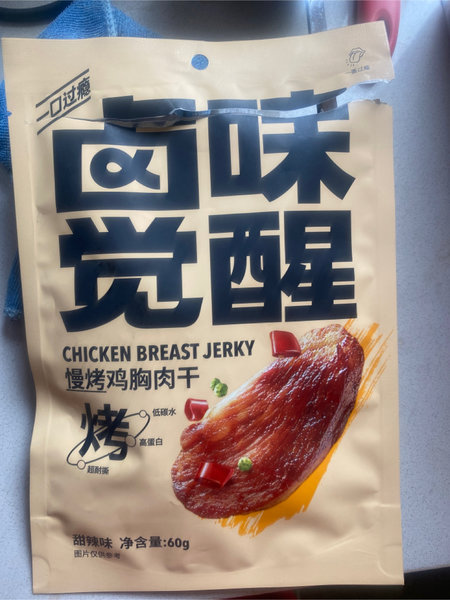 一口过瘾
卤味
觉醒
CHICKEN BREAST JERKY
慢烤鸡胸肉干
烤
低碳水
高蛋白
超耐撕
甜辣味 净含量:60g
图片仅供参考